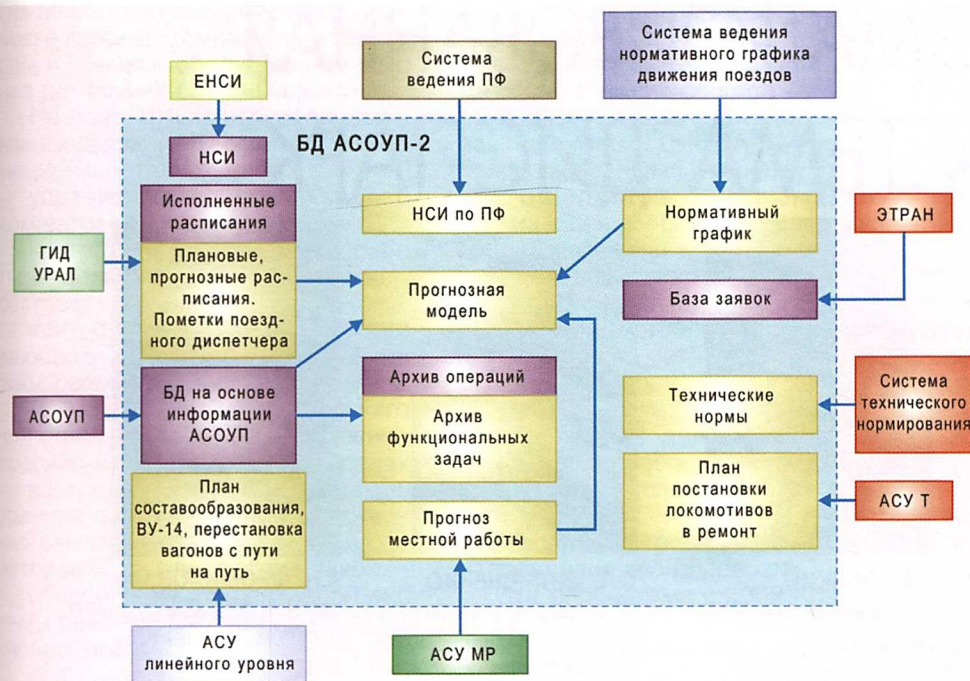 Система ведения
нормативного графика
движения поездов
Система
ведения ПФ
ЕНСИ
БД АСОУП-2
НСИ
Исполненные
расписания
НСИ по ПФ
Нормативный
график
ЭТРАН
ГИД
УРАЛ
Плановые,
прогнозные рас-
писания.
Пометки поезд-
ного диспетчера
Прогнозная
модель
База заявок
АСОУП
БД на основе
информации
АСОУП
Архив операций
Архив
функциональных
задач
Технические
нормы
Система
технического
нормирования
План
составообразования,
ВУ-14, перестановка
вагонов с пути
на путь
Прогноз
местной работы
План
постановки
локомотивов
в ремонт
АСУ Т
АСУ
линейного уровня
АСУ МР